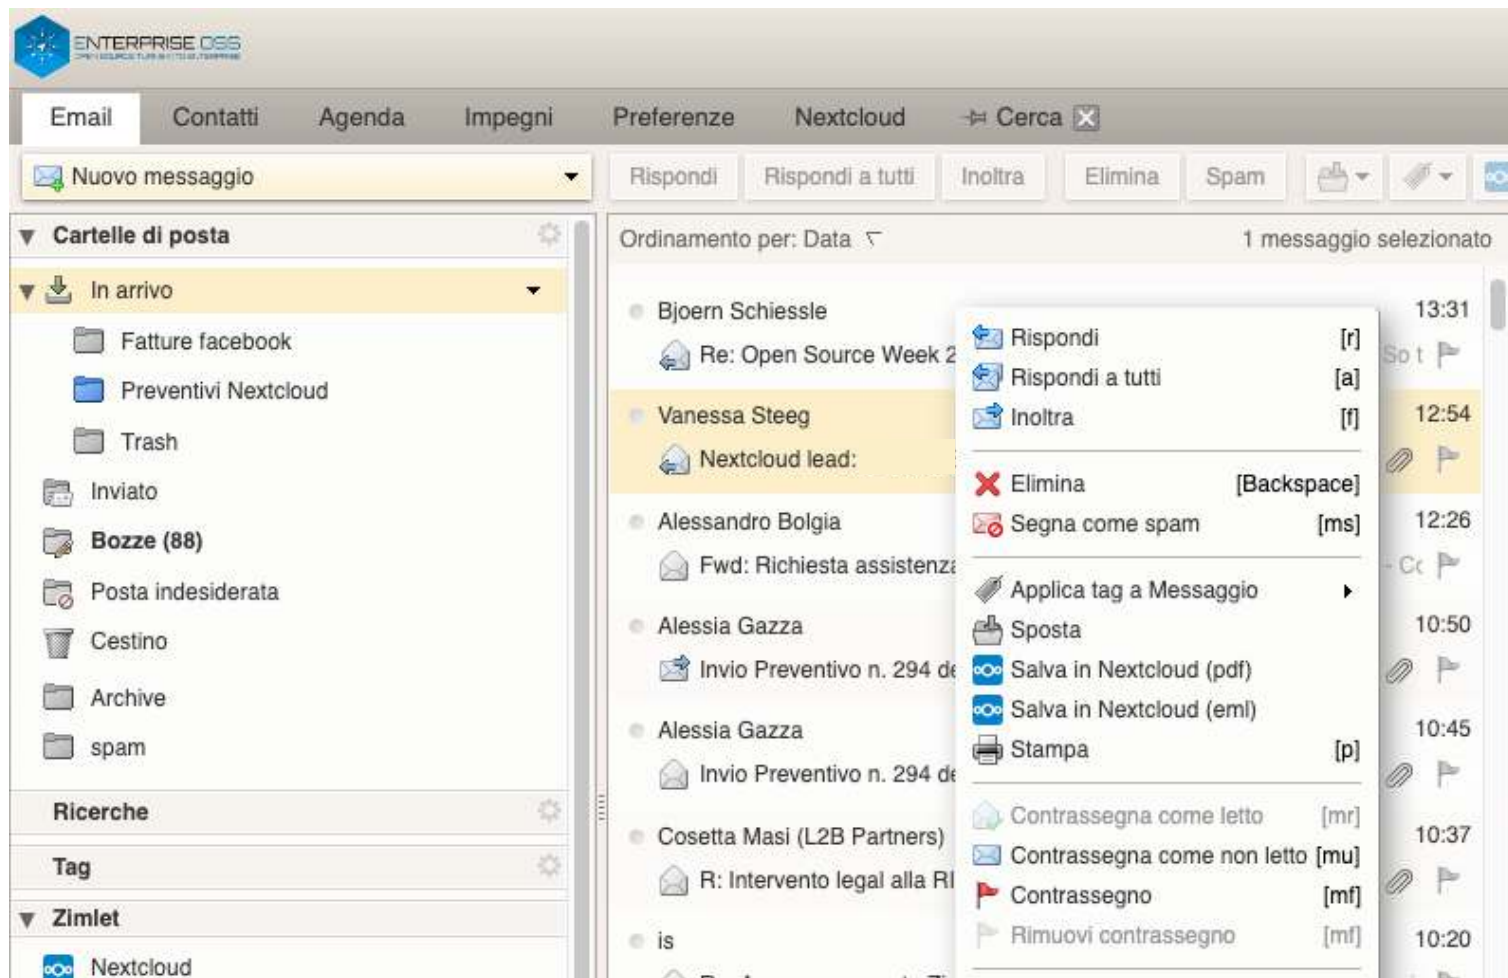 ENTERPRISE OSS
Email Contatti Agenda Impegni Preferenze Nextcloud Cerca
Nuovo messaggio Rispondi Rispondi a tutti Inoltra Elimina Spam
Cartelle di posta
In arrivo
Fatture facebook
Preventivi Nextcloud
Trash
Inviato
Bozze (88)
Posta indesiderata
Cestino
Archive
spam
Ricerche
Tag
Zimlet
Nextcloud
Ordinamento per: Data 1 messaggio selezionato
Bjoern Schiessle 13:31
Re: Open Source Week 2 So t
Vanessa Steeg 12:54
Nextcloud lead:
Alessandro Bolgia 12:26
Fwd: Richiesta assistenza
Alessia Gazza 10:50
Invio Preventivo n. 294 de
Alessia Gazza 10:45
Invio Preventivo n. 294 de
Cosetta Masi (L2B Partners) 10:37
R: Intervento legal alla RI
is 10:20
Rispondi [r]
Rispondi a tutti [a]
Inoltra [f]
Elimina [Backspace]
Segna come spam [ms]
Applica tag a Messaggio
Sposta
Salva in Nextcloud (pdf)
Salva in Nextcloud (eml)
Stampa [p]
Contrassegna come letto [mr]
Contrassegna come non letto [mu]
Contrassegno [mf]
Rimuovi contrassegno [mf]